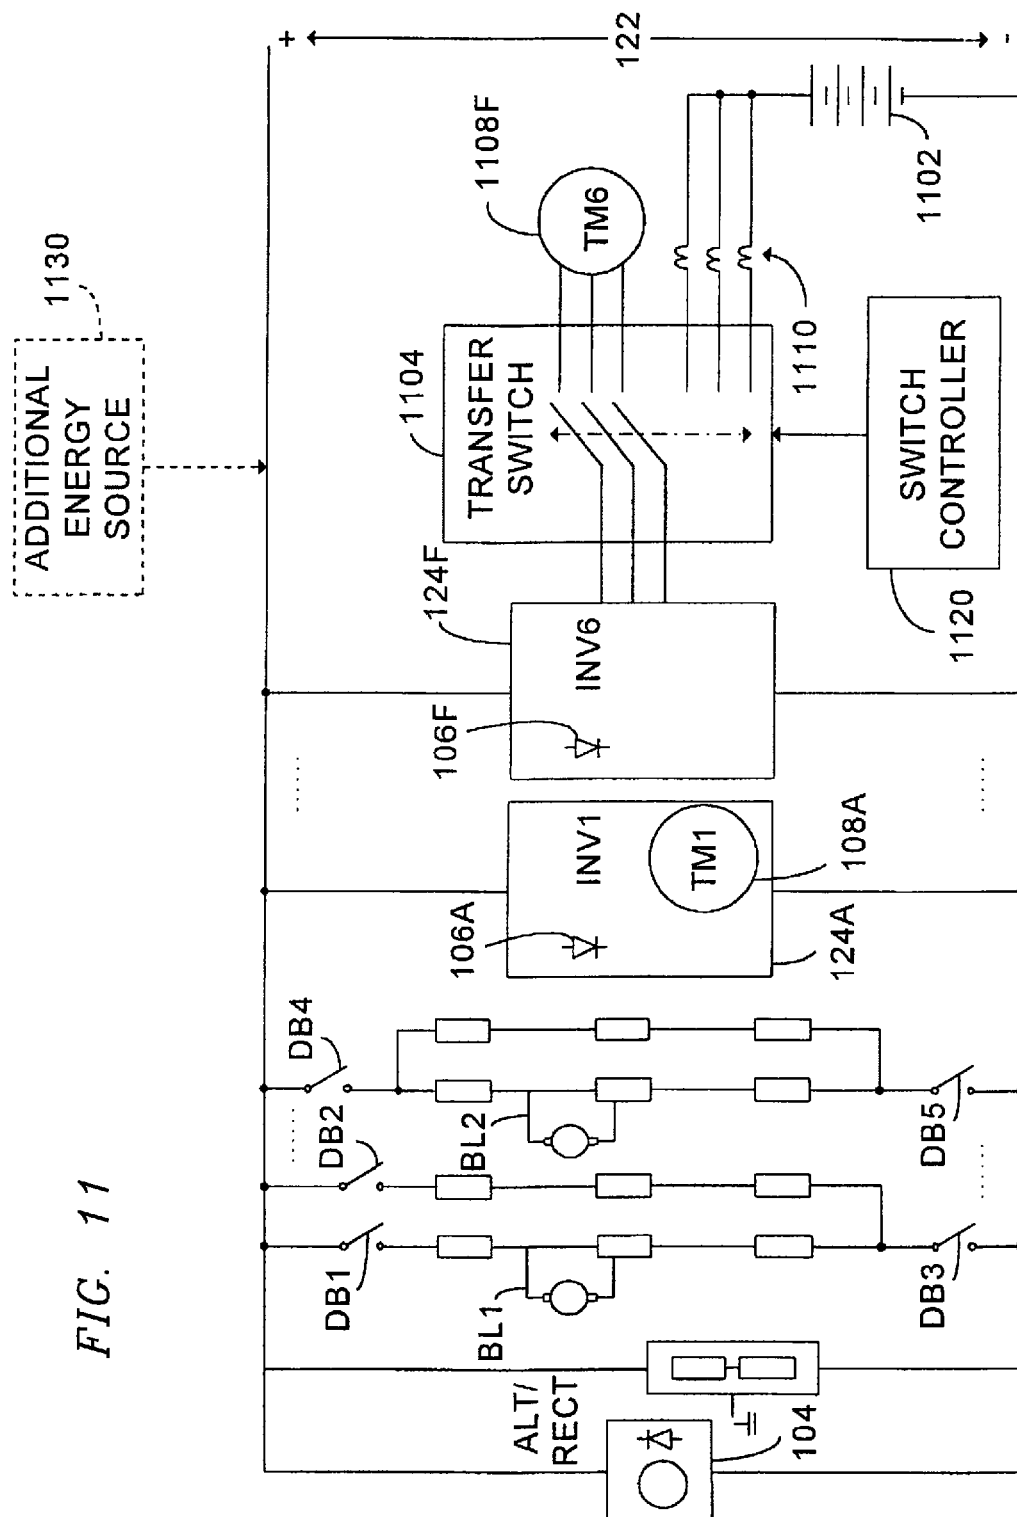 FIG. 11
ADDITIONAL
ENERGY
SOURCE
1130
+
122
-
ALT/
RECT
104
DB1
DB2
DB4
BL1
BL2
DB3
DB5
106A
INV1
TM1
108A
124A
106F
INV6
124F
TRANSFER
SWITCH
1104
TM6
1108F
1110
1102
SWITCH
CONTROLLER
1120